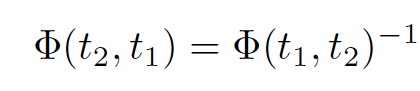 Φ(t₂, t₁) = Φ(t₁, t₂)⁻¹